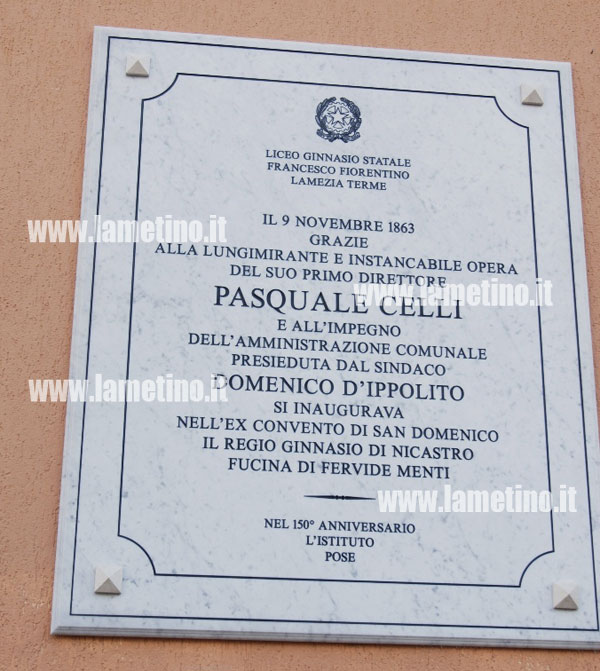 LICEO GINNASIO STATALE
FRANCESCO FIORENTINO
LAMEZIA TERME
IL 9 NOVEMBRE 1863
www.lametino.it
GRAZIE
ALLA LUNGIMIRANTE E INSTANCABILE OPERA
DEL SUO PRIMO DIRETTORE
www.lametino.it
PASQUALE CELLI
E ALL'IMPEGNO
DELL'AMMINISTRAZIONE COMUNALE
PRESIEDUTA DAL SINDACO
www.lametino.it
DOMENICO D'IPPOLITO
SI INAUGURAVA
NELL'EX CONVENTO DI SAN DOMENICO
IL REGIO GINNASIO DI NICASTRO
FUCINA DI FERVIDE MENTI
www.lametino.it
NEL 150° ANNIVERSARIO
L'ISTITUTO
POSE